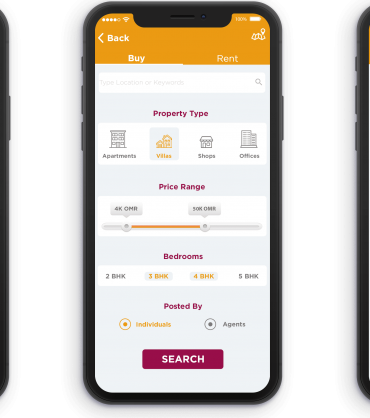 100%
Back
Buy Rent
Type Location or Keywords
Property Type
Apartments Villas Shops Offices
Price Range
4K OMR 50K OMR
Bedrooms
2 BHK 3 BHK 4 BHK 5 BHK
Posted By
Individuals Agents
SEARCH